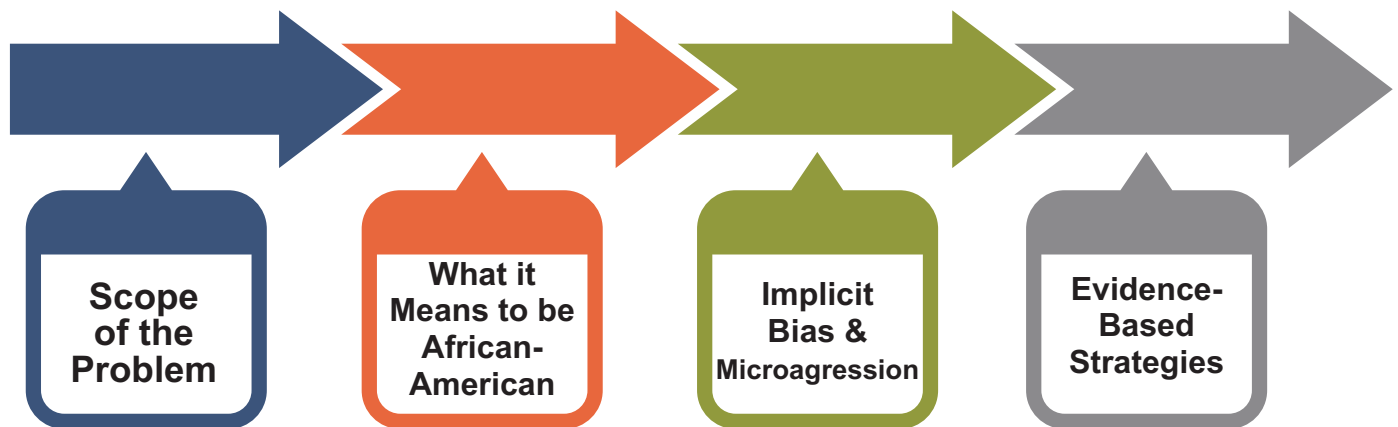 Scope
of the
Problem
What it
Means to be
African-
American
Implicit
Bias &
Microagression
Evidence-
Based
Strategies